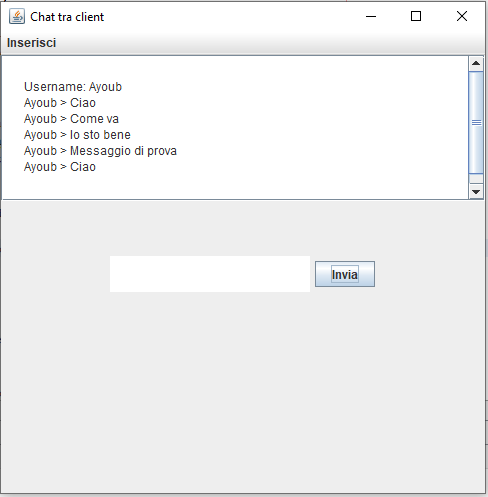 Chat tra client
Inserisci
Username: Ayoub
Ayoub > Ciao
Ayoub > Come va
Ayoub > Io sto bene
Ayoub > Messaggio di prova
Ayoub > Ciao
Invia